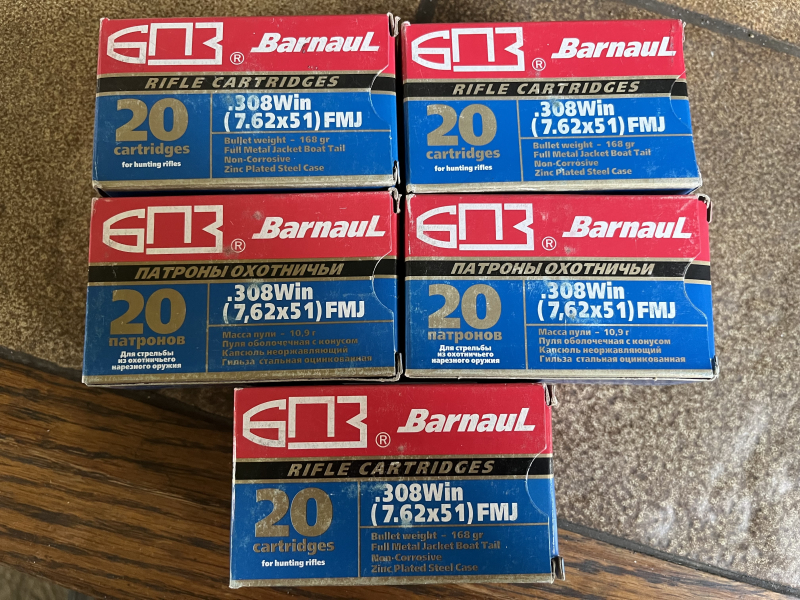 БПЗ ® BarnauL
RIFLE CARTRIDGES
20
cartridges
for hunting rifles
.308Win
(7.62x51) FMJ
Bullet weight – 168 gr
Full Metal Jacket Boat Tail
Non-Corrosive
Zinc Plated Steel Case
БПЗ ® BarnauL
RIFLE CARTRIDGES
20
cartridges
for hunting rifles
.308Win
(7.62x51) FMJ
Bullet weight – 168 gr
Full Metal Jacket Boat Tail
Non-Corrosive
Zinc Plated Steel Case
БПЗ ® BarnauL
ПАТРОНЫ ОХОТНИЧЬИ
20
патронов
Для стрельбы
из охотничьего
нарезного оружия
.308Win
(7,62x51) FMJ
Масса пули – 10,9 г
Пуля оболочечная с конусом
Капсюль неоржавляющий
Гильза стальная оцинкованная
БПЗ ® BarnauL
ПАТРОНЫ ОХОТНИЧЬИ
20
патронов
Для стрельбы
из охотничьего
нарезного оружия
.308Win
(7,62x51) FMJ
Масса пули – 10,9 г
Пуля оболочечная с конусом
Капсюль неоржавляющий
Гильза стальная оцинкованная
БПЗ ® BarnauL
RIFLE CARTRIDGES
20
cartridges
for hunting rifles
.308Win
(7.62x51) FMJ
Bullet weight – 168 gr
Full Metal Jacket Boat Tail
Non-Corrosive
Zinc Plated Steel Case